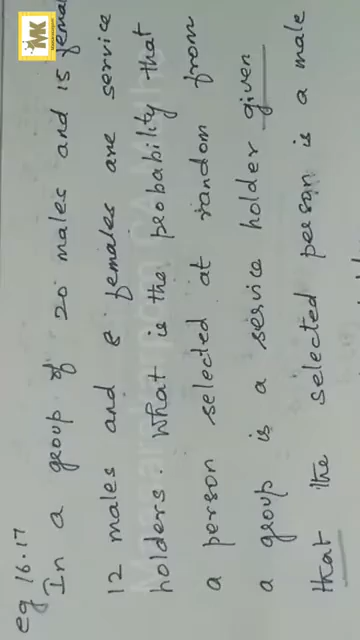 MK
eg 16.17
In a group of 20 males and 15 femal
12 males and 8 females are service
holders. What is the probability that
a person selected at random from
a group is a service holder given
that the selected person is a male